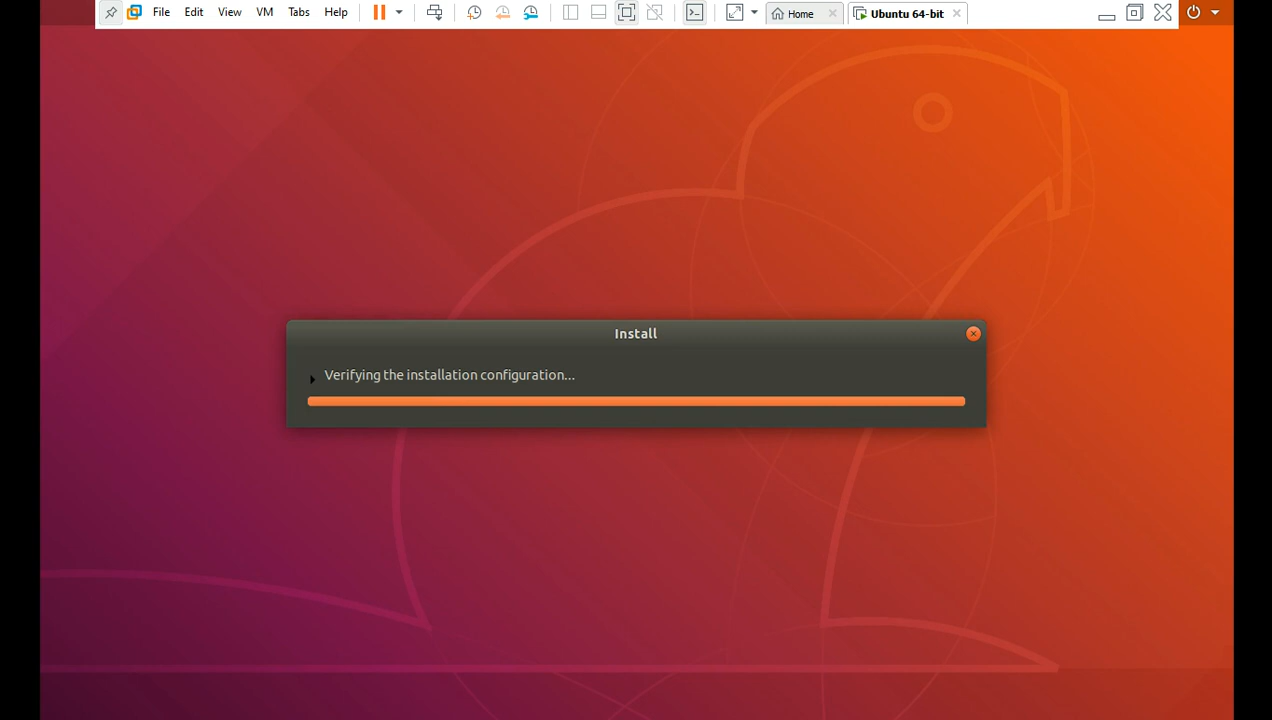 File Edit View VM Tabs Help Home Ubuntu 64-bit
Install
Verifying the installation configuration...